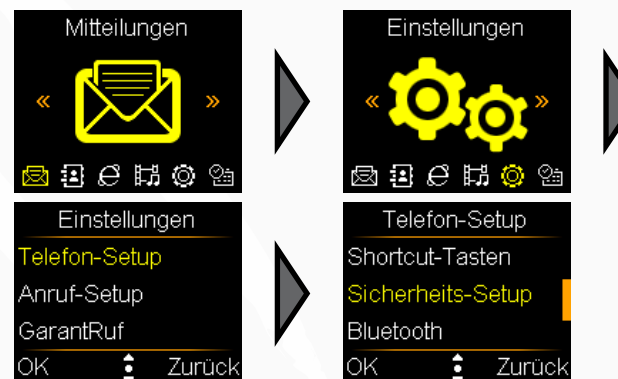 Mitteilungen
Einstellungen
Einstellungen
Telefon-Setup
Anruf-Setup
GarantRuf
OK Zurück
Telefon-Setup
Shortcut-Tasten
Sicherheits-Setup
Bluetooth
OK Zurück